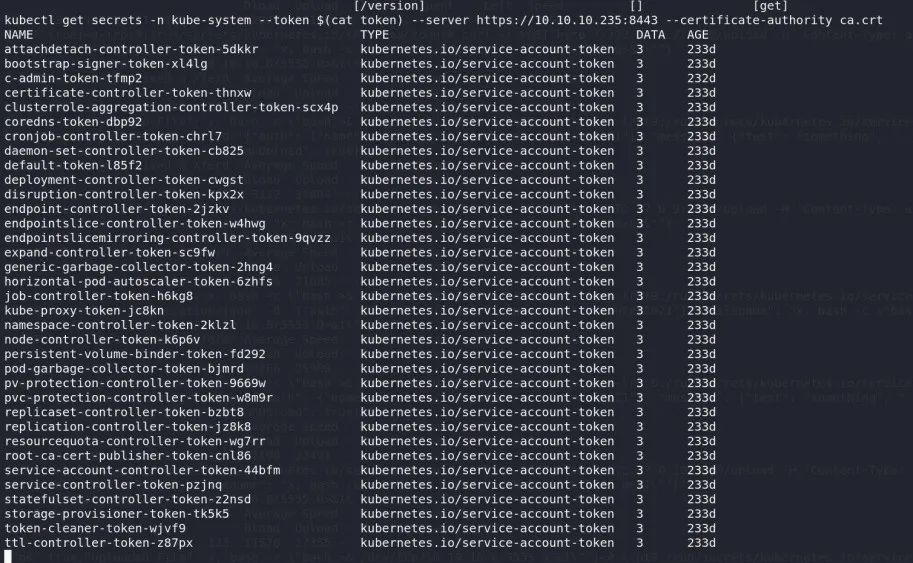 [/version] [] [get]
kubectl get secrets -n kube-system --token $(cat token) --server https://10.10.10.235:8443 --certificate-authority ca.crt
NAME TYPE DATA AGE
attachdetach-controller-token-5dkkr kubernetes.io/service-account-token 3 233d
bootstrap-signer-token-xl4lg kubernetes.io/service-account-token 3 233d
c-admin-token-tfmp2 kubernetes.io/service-account-token 3 232d
certificate-controller-token-thnxw kubernetes.io/service-account-token 3 233d
clusterrole-aggregation-controller-token-scx4p kubernetes.io/service-account-token 3 233d
coredns-token-dbp92 kubernetes.io/service-account-token 3 233d
cronjob-controller-token-chrl7 kubernetes.io/service-account-token 3 233d
daemon-set-controller-token-cb825 kubernetes.io/service-account-token 3 233d
default-token-l85f2 kubernetes.io/service-account-token 3 233d
deployment-controller-token-cwgst kubernetes.io/service-account-token 3 233d
disruption-controller-token-kpx2x kubernetes.io/service-account-token 3 233d
endpoint-controller-token-2jzkv kubernetes.io/service-account-token 3 233d
endpointslice-controller-token-w4hwg kubernetes.io/service-account-token 3 233d
endpointslicemirroring-controller-token-9qvzz kubernetes.io/service-account-token 3 233d
expand-controller-token-sc9fw kubernetes.io/service-account-token 3 233d
generic-garbage-collector-token-2hng4 kubernetes.io/service-account-token 3 233d
horizontal-pod-autoscaler-token-6zhfs kubernetes.io/service-account-token 3 233d
job-controller-token-h6kg8 kubernetes.io/service-account-token 3 233d
kube-proxy-token-jc8kn kubernetes.io/service-account-token 3 233d
namespace-controller-token-2klzl kubernetes.io/service-account-token 3 233d
node-controller-token-k6p6v kubernetes.io/service-account-token 3 233d
persistent-volume-binder-token-fd292 kubernetes.io/service-account-token 3 233d
pod-garbage-collector-token-bjmrd kubernetes.io/service-account-token 3 233d
pv-protection-controller-token-9669w kubernetes.io/service-account-token 3 233d
pvc-protection-controller-token-w8m9r kubernetes.io/service-account-token 3 233d
replicaset-controller-token-bzbt8 kubernetes.io/service-account-token 3 233d
replication-controller-token-jz8k8 kubernetes.io/service-account-token 3 233d
resourcequota-controller-token-wg7rr kubernetes.io/service-account-token 3 233d
root-ca-cert-publisher-token-cnl86 kubernetes.io/service-account-token 3 233d
service-account-controller-token-44bfm kubernetes.io/service-account-token 3 233d
service-controller-token-pzjnq kubernetes.io/service-account-token 3 233d
statefulset-controller-token-z2nsd kubernetes.io/service-account-token 3 233d
storage-provisioner-token-tk5k5 kubernetes.io/service-account-token 3 233d
token-cleaner-token-wjvf9 kubernetes.io/service-account-token 3 233d
ttl-controller-token-z87px kubernetes.io/service-account-token 3 233d